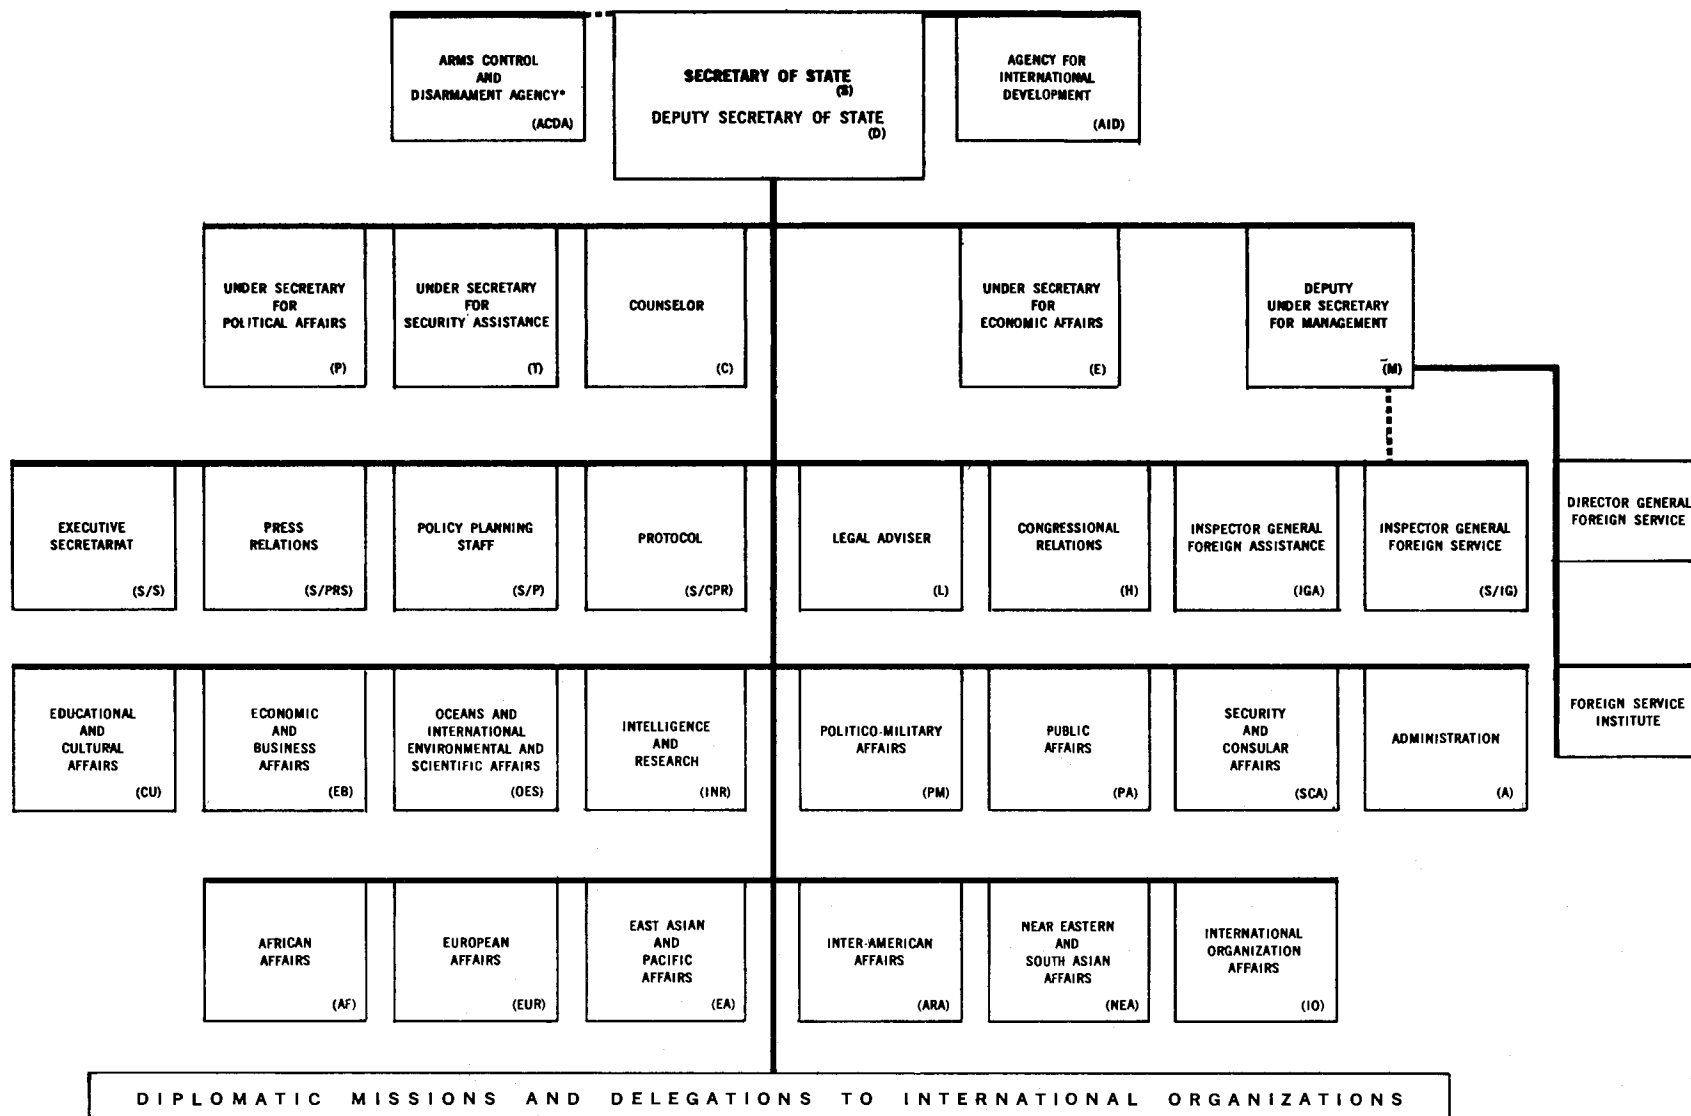 ARMS CONTROL
AND
DISARMAMENT AGENCY*
(ACDA)
SECRETARY OF STATE
(S)
DEPUTY SECRETARY OF STATE
(D)
AGENCY FOR
INTERNATIONAL
DEVELOPMENT
(AID)
UNDER SECRETARY
FOR
POLITICAL AFFAIRS
(P)
UNDER SECRETARY
FOR
SECURITY ASSISTANCE
(T)
COUNSELOR
(C)
UNDER SECRETARY
FOR
ECONOMIC AFFAIRS
(E)
DEPUTY
UNDER SECRETARY
FOR MANAGEMENT
(M)
EXECUTIVE
SECRETARIAT
(S/S)
PRESS
RELATIONS
(S/PRS)
POLICY PLANNING
STAFF
(S/P)
PROTOCOL
(S/CPR)
LEGAL ADVISER
(L)
CONGRESSIONAL
RELATIONS
(H)
INSPECTOR GENERAL
FOREIGN ASSISTANCE
(IGA)
INSPECTOR GENERAL
FOREIGN SERVICE
(S/IG)
DIRECTOR GENERAL
FOREIGN SERVICE
EDUCATIONAL
AND
CULTURAL
AFFAIRS
(CU)
ECONOMIC
AND
BUSINESS
AFFAIRS
(EB)
OCEANS AND
INTERNATIONAL
ENVIRONMENTAL AND
SCIENTIFIC AFFAIRS
(OES)
INTELLIGENCE
AND
RESEARCH
(INR)
POLITICO-MILITARY
AFFAIRS
(PM)
PUBLIC
AFFAIRS
(PA)
SECURITY
AND
CONSULAR
AFFAIRS
(SCA)
ADMINISTRATION
(A)
FOREIGN SERVICE
INSTITUTE
AFRICAN
AFFAIRS
(AF)
EUROPEAN
AFFAIRS
(EUR)
EAST ASIAN
AND
PACIFIC
AFFAIRS
(EA)
INTER-AMERICAN
AFFAIRS
(ARA)
NEAR EASTERN
AND
SOUTH ASIAN
AFFAIRS
(NEA)
INTERNATIONAL
ORGANIZATION
AFFAIRS
(IO)
DIPLOMATIC MISSIONS AND DELEGATIONS TO INTERNATIONAL ORGANIZATIONS